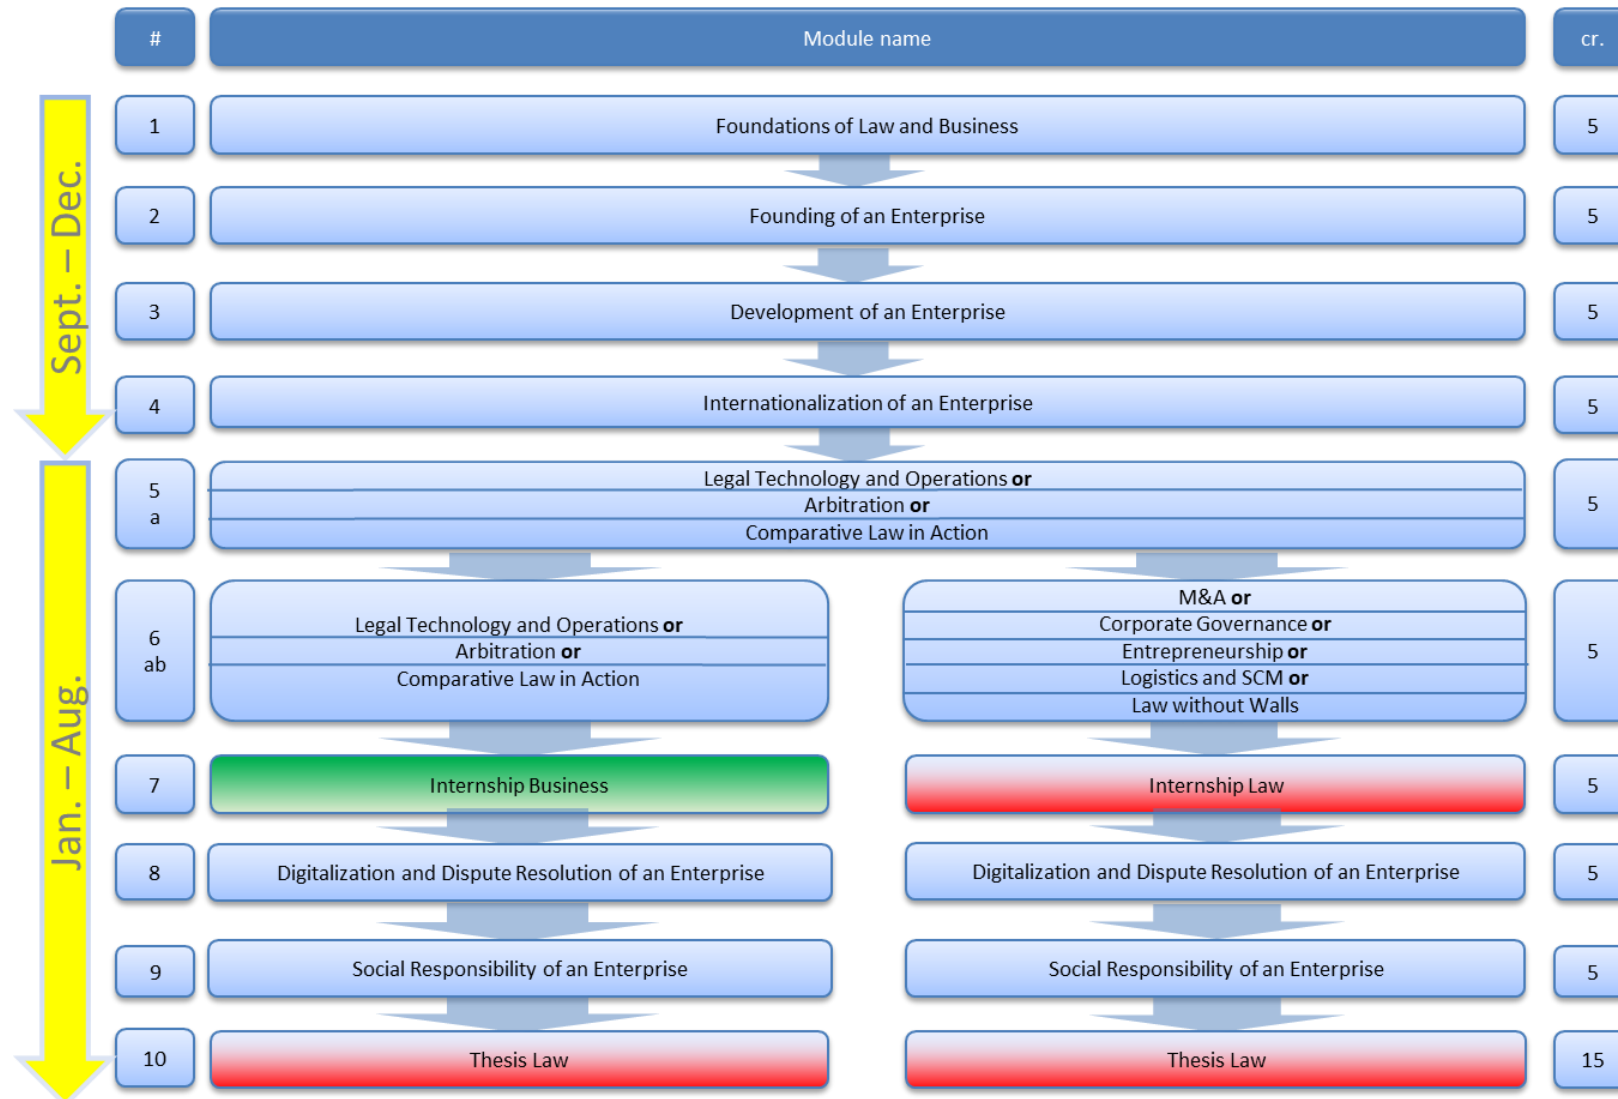 # Module name cr.
Sept. – Dec.
1 Foundations of Law and Business 5
2 Founding of an Enterprise 5
3 Development of an Enterprise 5
4 Internationalization of an Enterprise 5
Jan. – Aug.
5
a
Legal Technology and Operations or
Arbitration or
Comparative Law in Action
5
6
ab
Legal Technology and Operations or
Arbitration or
Comparative Law in Action
M&A or
Corporate Governance or
Entrepreneurship or
Logistics and SCM or
Law without Walls
5
7 Internship Business Internship Law 5
8 Digitalization and Dispute Resolution of an Enterprise Digitalization and Dispute Resolution of an Enterprise 5
9 Social Responsibility of an Enterprise Social Responsibility of an Enterprise 5
10 Thesis Law Thesis Law 15